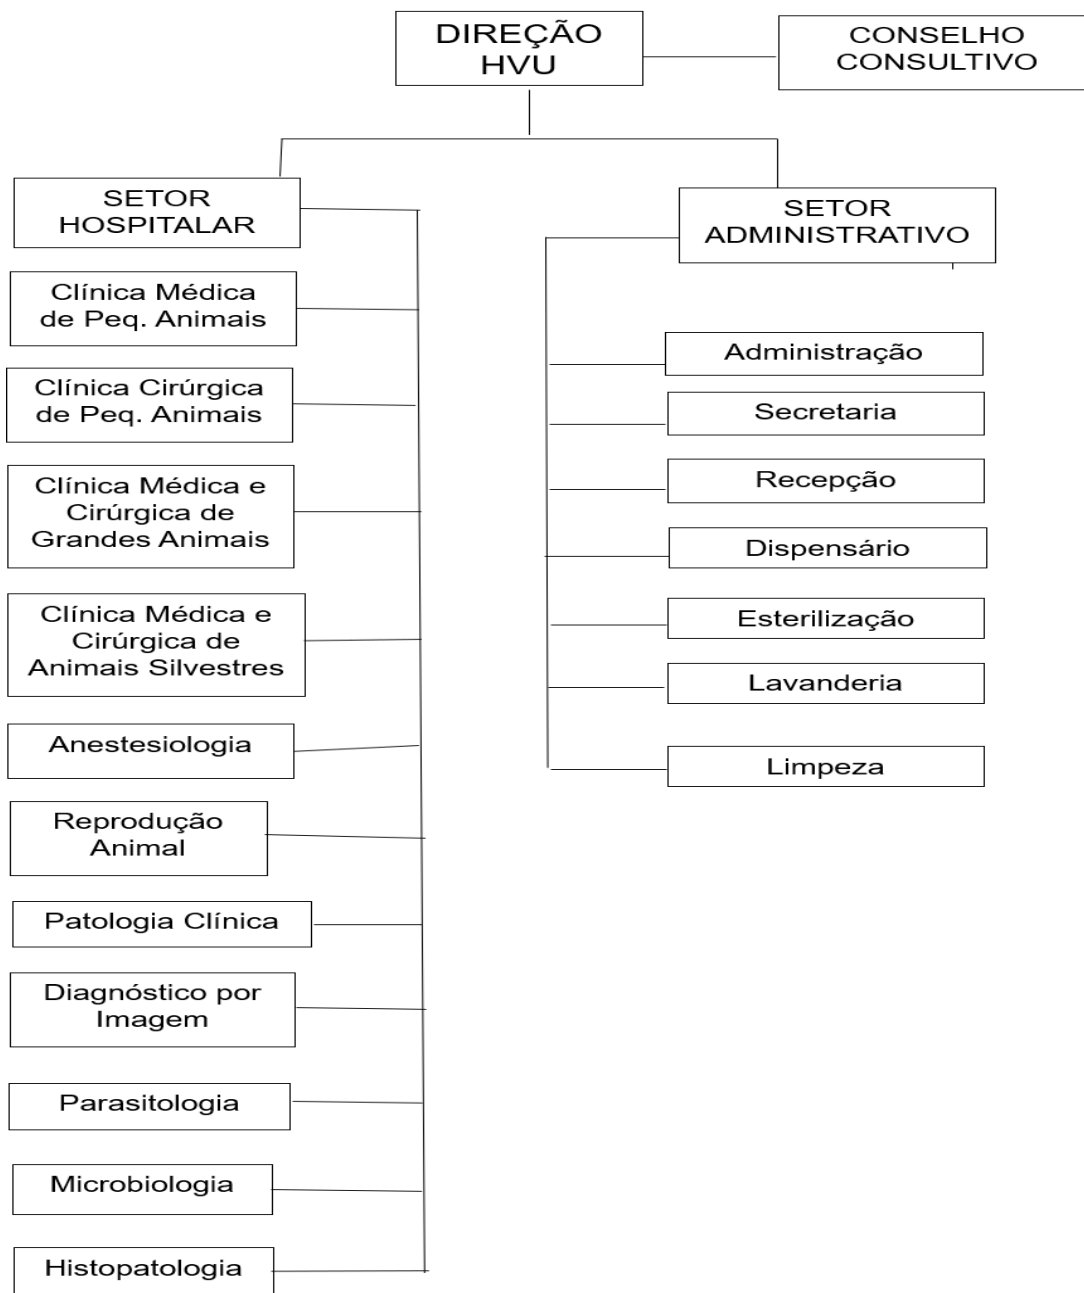 DIREÇÃO
HVU
CONSELHO
CONSULTIVO
SETOR
HOSPITALAR
Clínica Médica
de Peq. Animais
Clínica Cirúrgica
de Peq. Animais
Clínica Médica e
Cirúrgica de
Grandes Animais
Clínica Médica e
Cirúrgica de
Animais Silvestres
Anestesiologia
Reprodução
Animal
Patologia Clínica
Diagnóstico por
Imagem
Parasitologia
Microbiologia
Histopatologia
SETOR
ADMINISTRATIVO
Administração
Secretaria
Recepção
Dispensário
Esterilização
Lavanderia
Limpeza